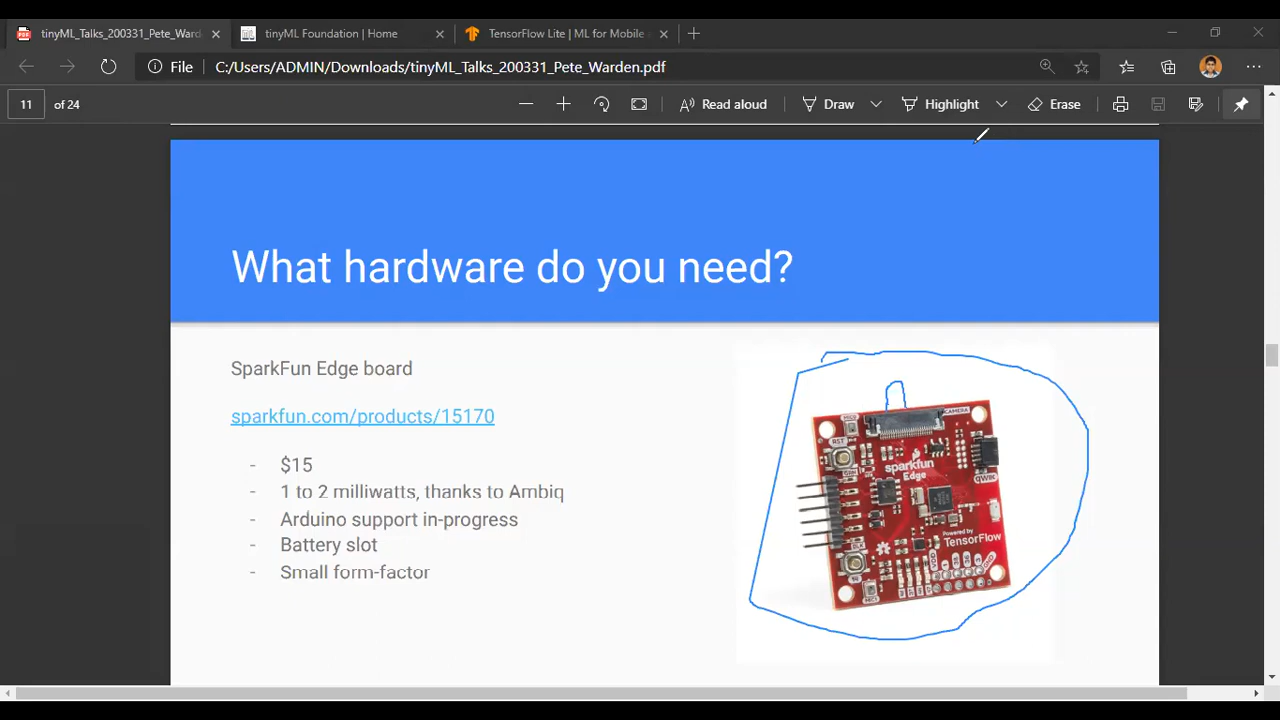 tinyML_Talks_200331_Pete_Ward
tinyML Foundation | Home
TensorFlow Lite | ML for Mobile
File
C:/Users/ADMIN/Downloads/tinyML_Talks_200331_Pete_Warden.pdf
11 of 24
Read aloud
Draw
Highlight
Erase
What hardware do you need?
SparkFun Edge board
sparkfun.com/products/15170
- $15
- 1 to 2 milliwatts, thanks to Ambiq
- Arduino support in-progress
- Battery slot
- Small form-factor
CAMERA
RST
sparkfun
Edge
Powered by
TensorFlow